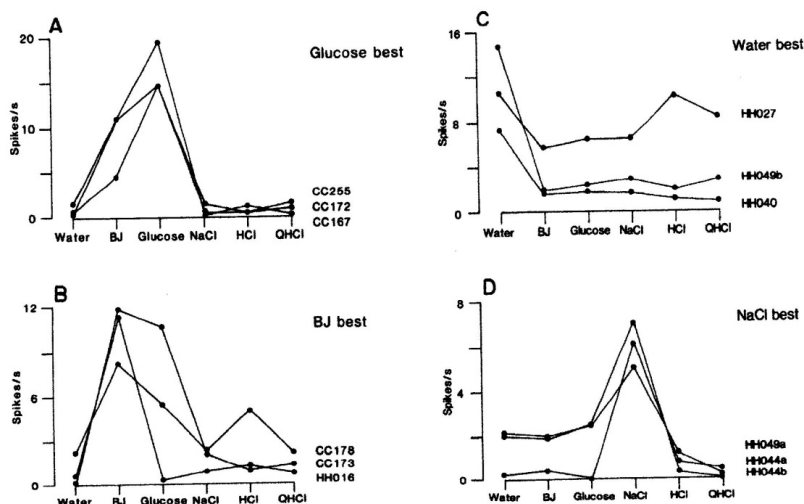 A
Glucose best
20
10
0
Spikes/s
CC255
CC172
CC167
Water BJ Glucose NaCl HCl QHCl
B
BJ best
12
6
0
Spikes/s
CC178
CC173
HH016
Water BJ Glucose NaCl HCl QHCl
C
Water best
16
8
0
Spikes/s
HH027
HH049b
HH040
Water BJ Glucose NaCl HCl QHCl
D
NaCl best
8
4
0
Spikes/s
HH049a
HH044a
HH044b
Water BJ Glucose NaCl HCl QHCl